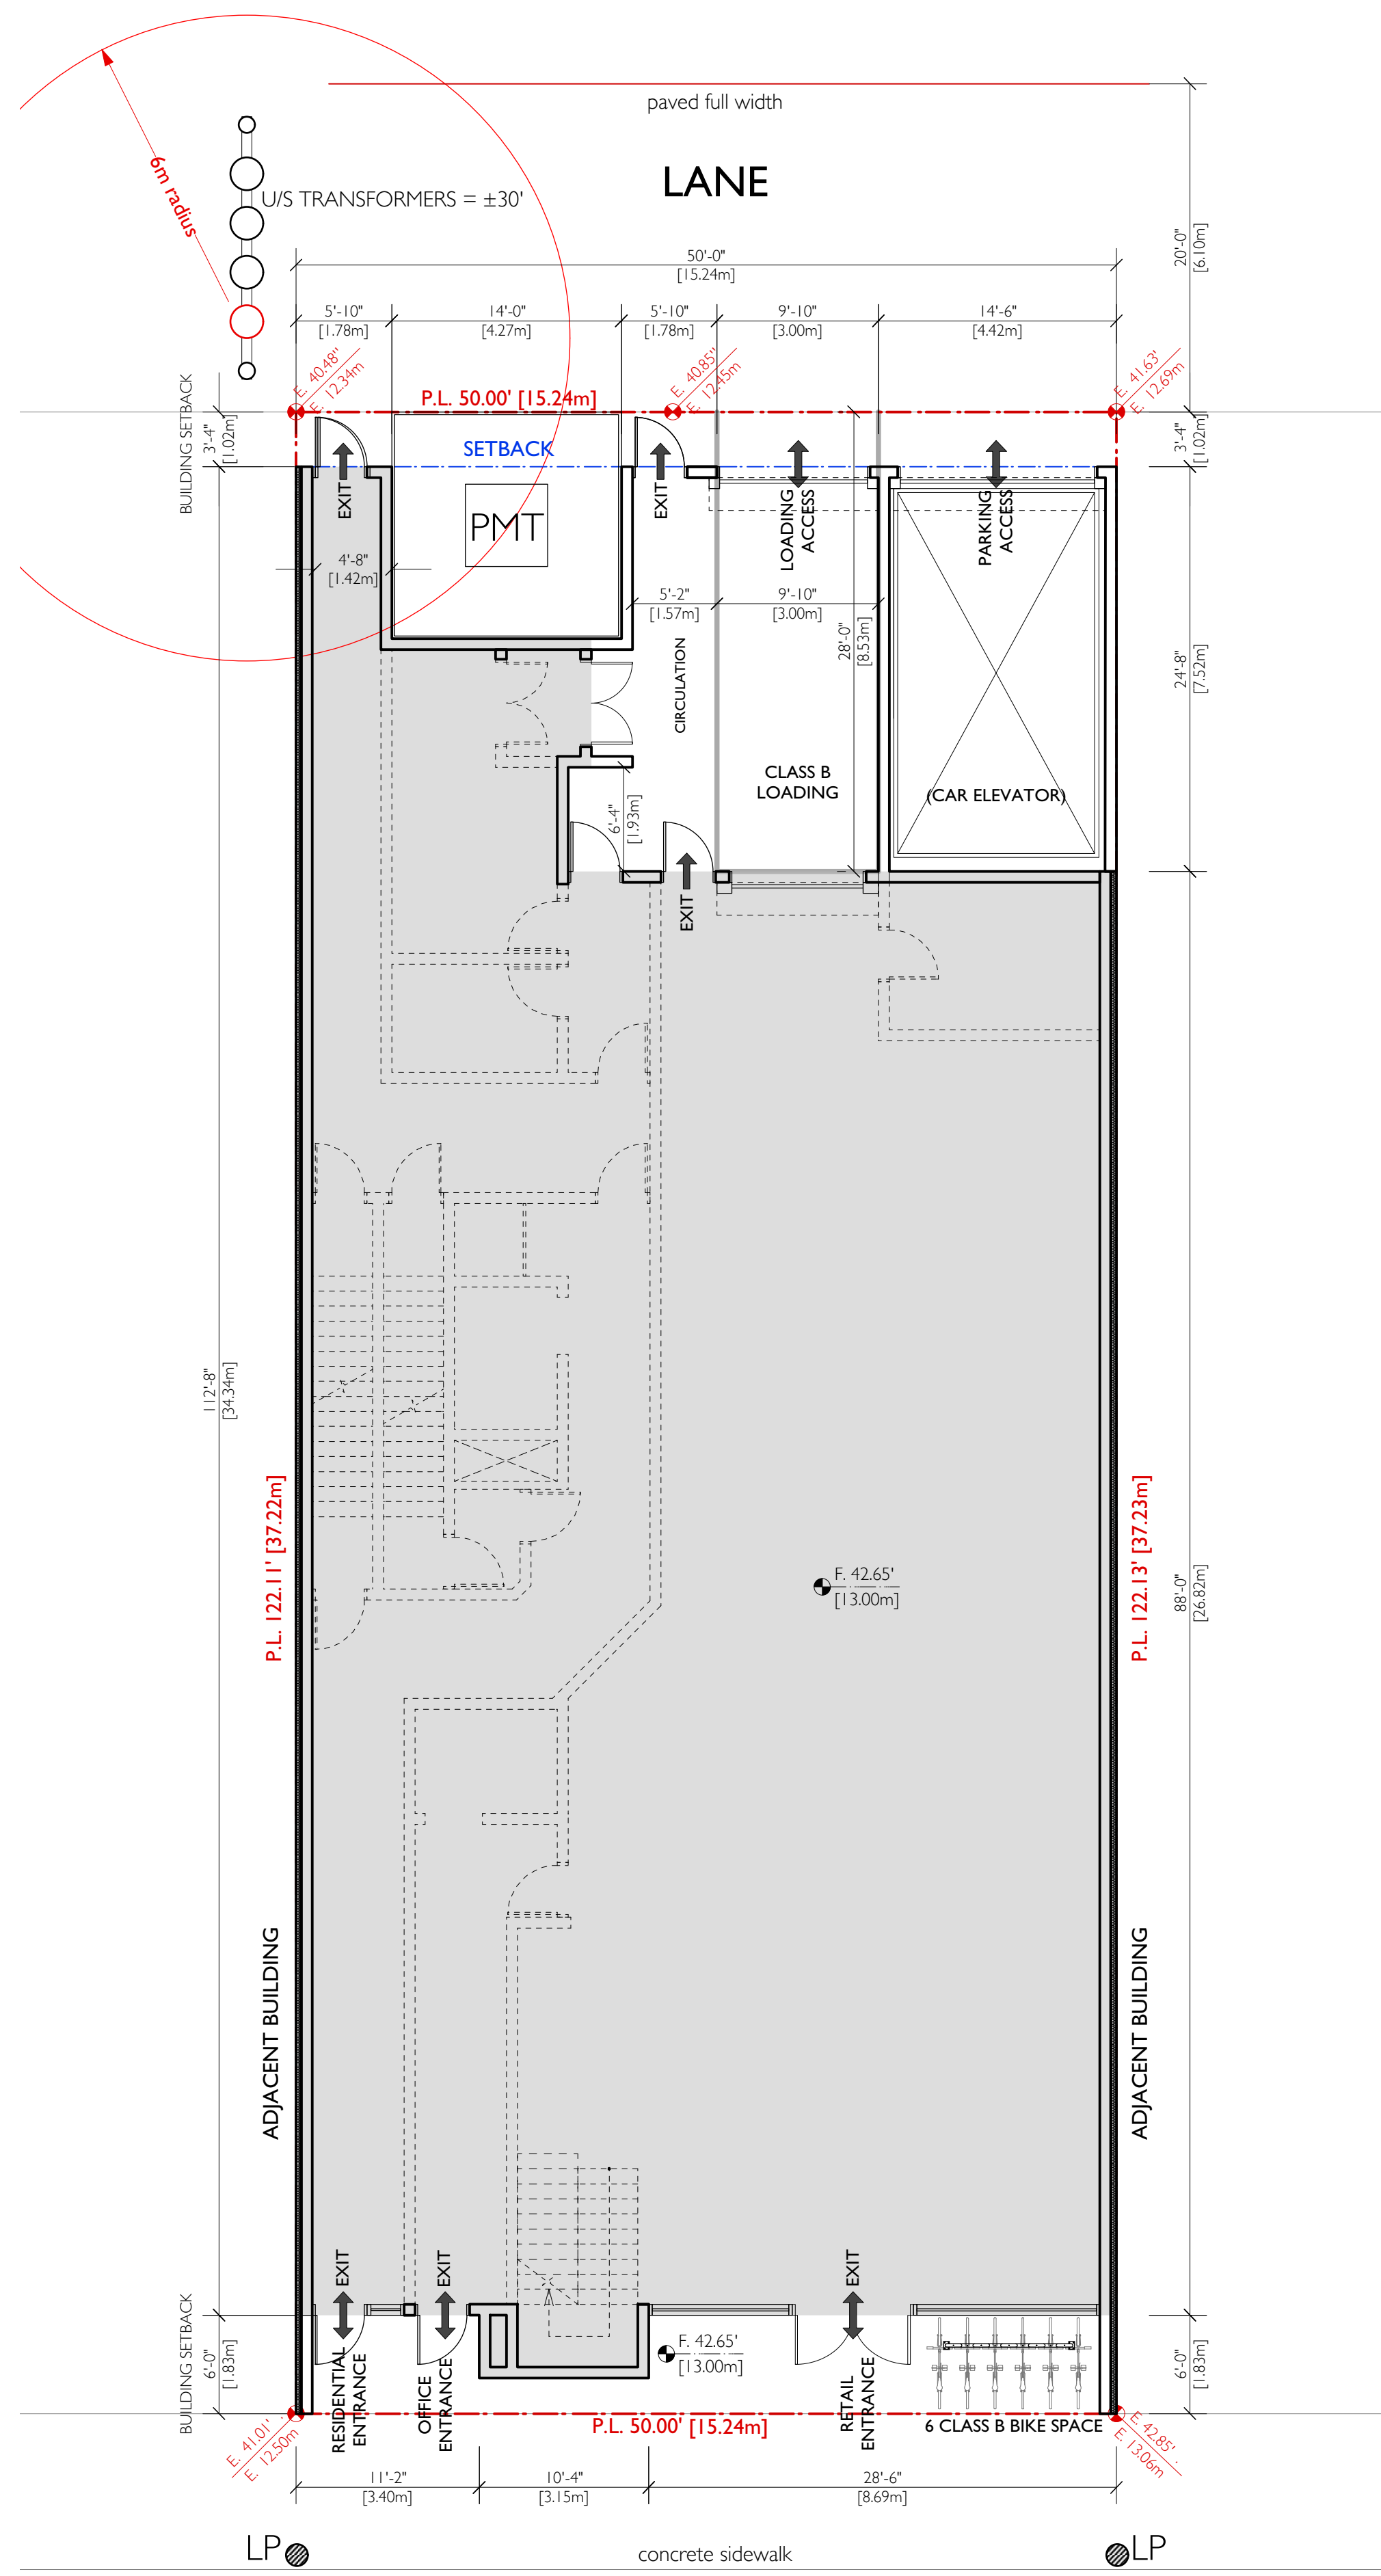 paved full width
LANE
6m radius
U/S TRANSFORMERS = ±30'
20'-0"
[6.10m]
50'-0"
[15.24m]
5'-10"
[1.78m]
14'-0"
[4.27m]
5'-10"
[1.78m]
9'-10"
[3.00m]
14'-6"
[4.42m]
E. 40.48"
E. 12.34m
E. 40.85"
E. 12.45m
E. 41.63'
E. 12.69m
P.L. 50.00' [15.24m]
BUILDING SETBACK
3'-4"
[1.02m]
3'-4"
[1.02m]
SETBACK
EXIT
PMT
EXIT
LOADING
ACCESS
PARKING
ACCESS
4'-8"
[1.42m]
5'-2"
[1.57m]
9'-10"
[3.00m]
28'-0"
[8.53m]
24'-8"
[7.52m]
CIRCULATION
CLASS B
LOADING
(CAR ELEVATOR)
6'-4"
[1.93m]
EXIT
112'-8"
[34.34m]
P.L. 122.11' [37.22m]
P.L. 122.13' [37.23m]
F. 42.65'
[13.00m]
88'-0"
[26.82m]
ADJACENT BUILDING
ADJACENT BUILDING
EXIT
EXIT
EXIT
BUILDING SETBACK
6'-0"
[1.83m]
6'-0"
[1.83m]
F. 42.65'
[13.00m]
RESIDENTIAL
ENTRANCE
OFFICE
ENTRANCE
RETAIL
ENTRANCE
P.L. 50.00' [15.24m]
6 CLASS B BIKE SPACE
E. 41.01'
E. 12.50m
E. 42.85'
E. 13.06m
11'-2"
[3.40m]
10'-4"
[3.15m]
28'-6"
[8.69m]
LP
concrete sidewalk
LP